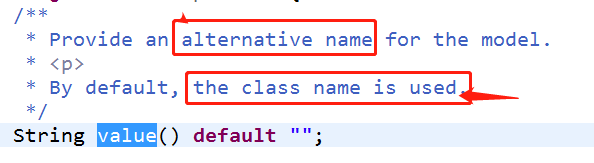 /**
* Provide an alternative name for the model.
* <p>
* By default, the class name is used.
*/
String value() default "";